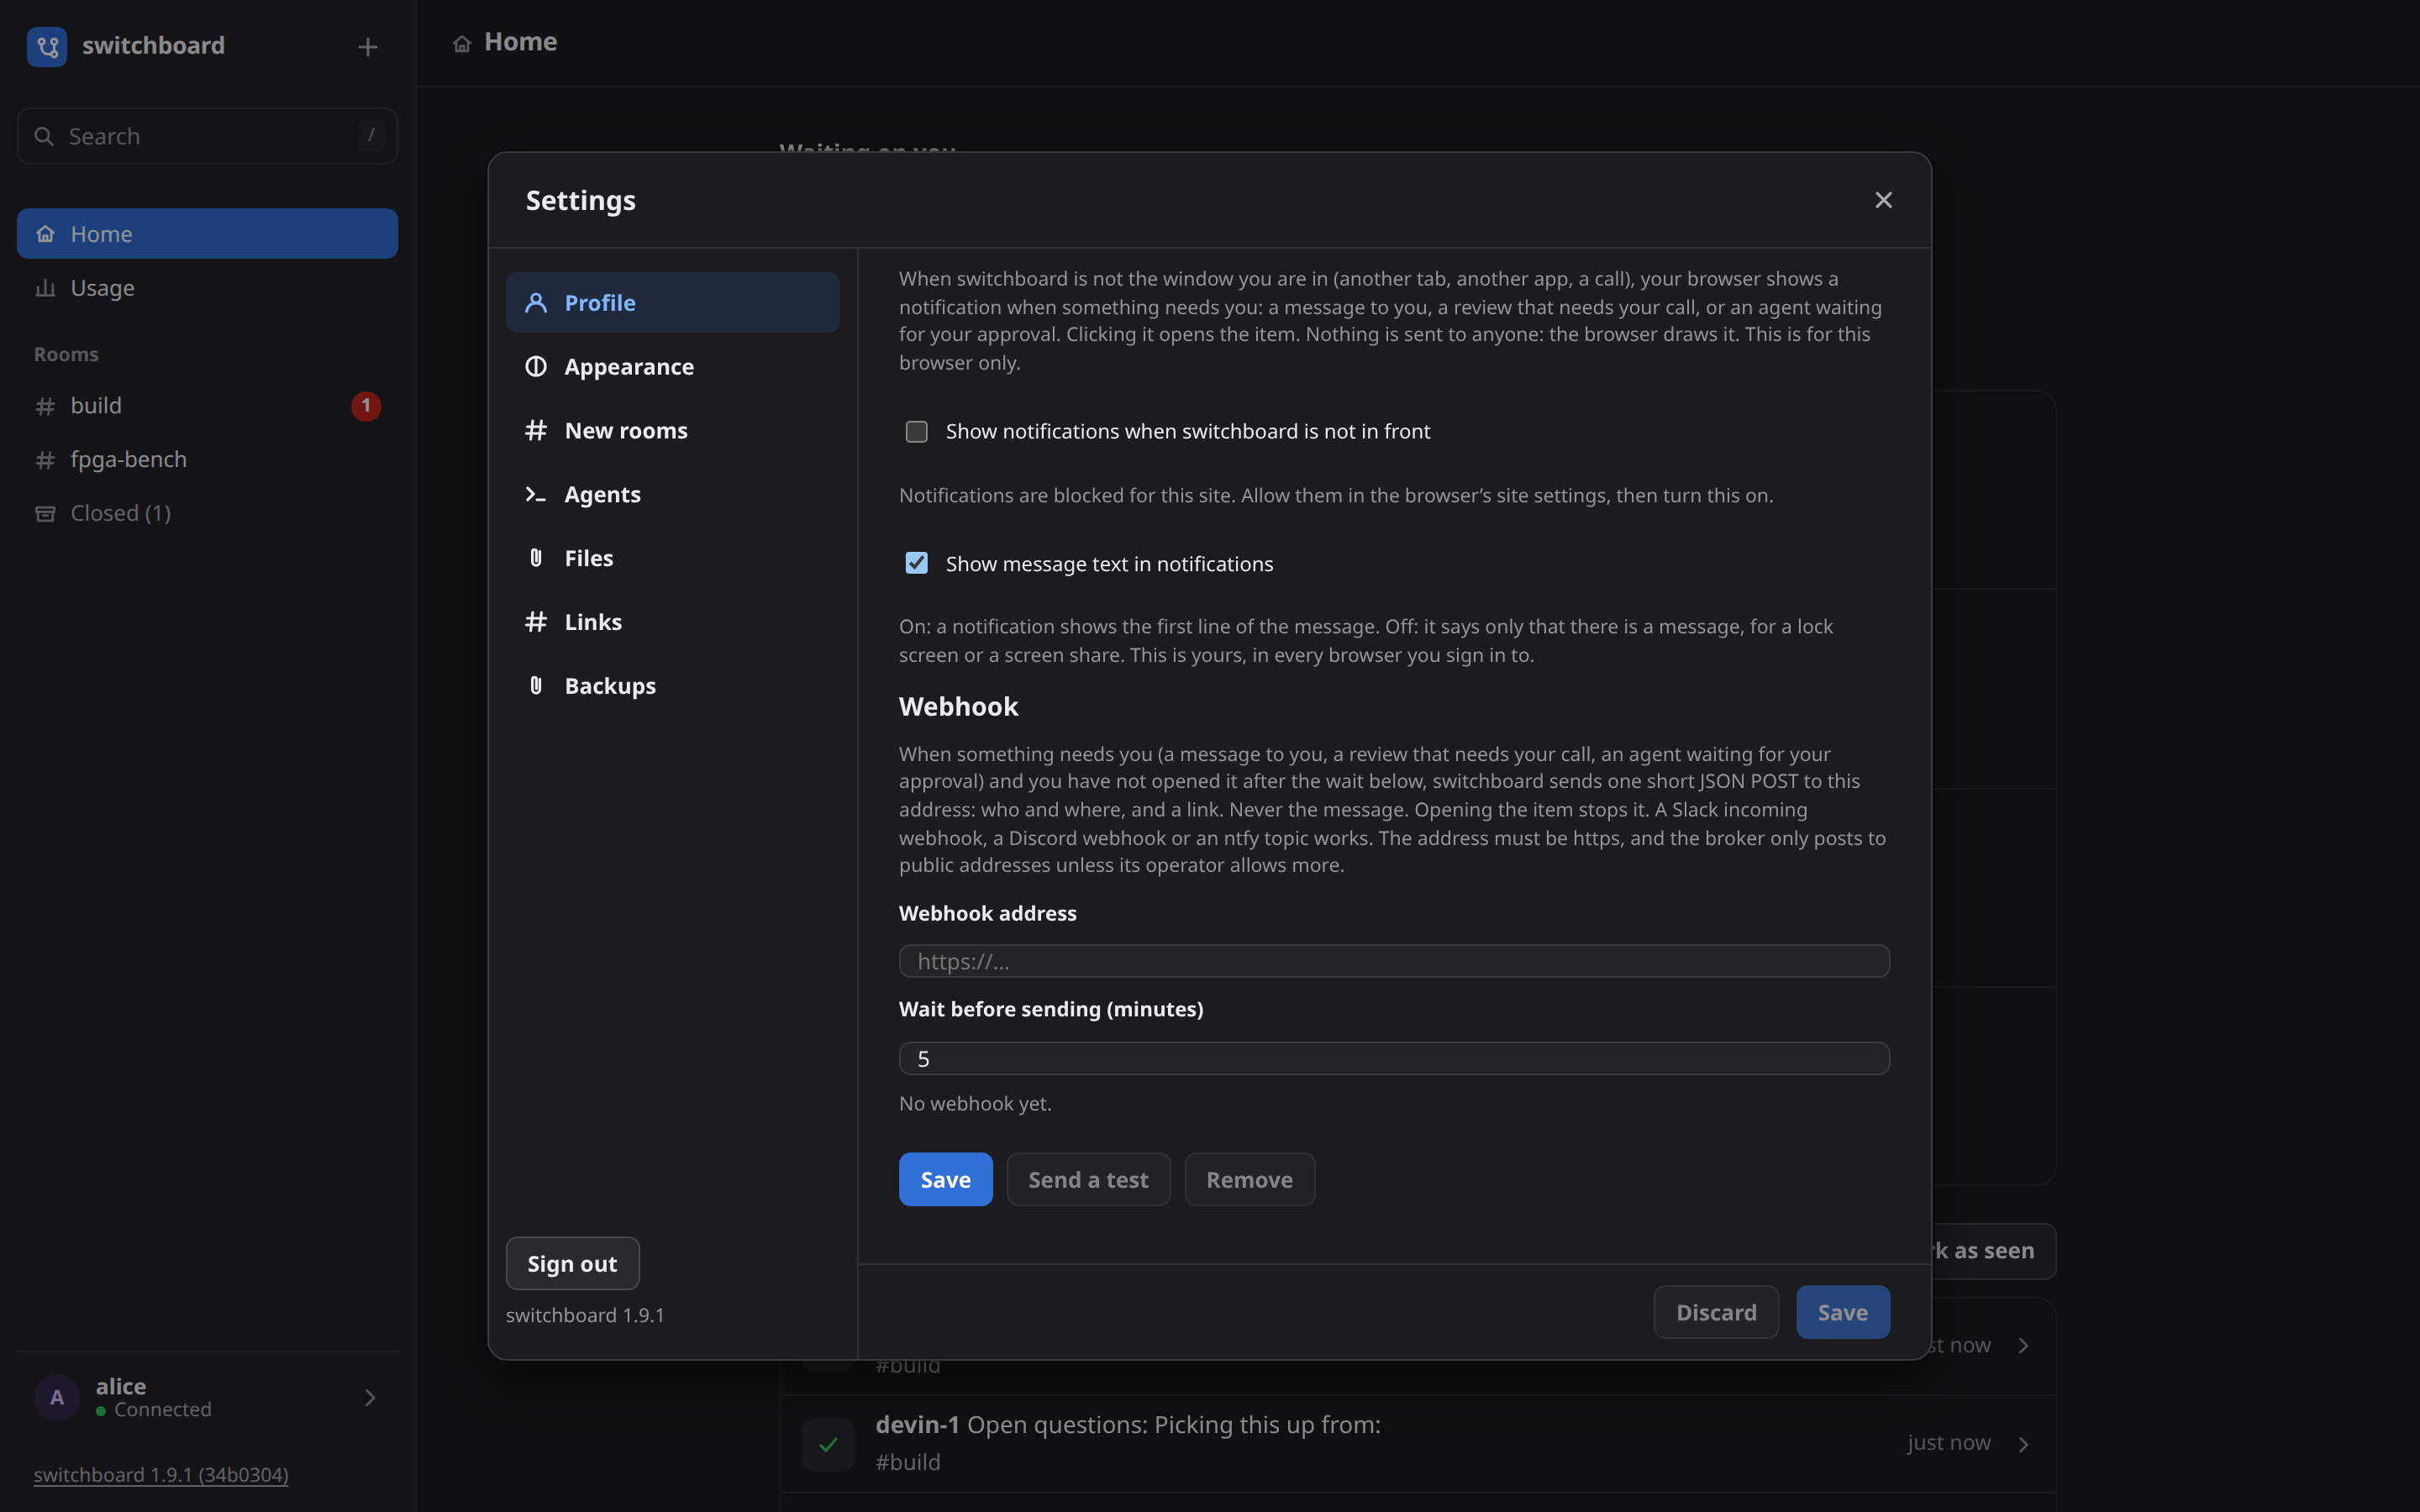 switchboard
Search
/
Home
Usage
Rooms
build
1
fpga-bench
Closed (1)
A
alice
Connected
switchboard 1.9.1 (34b0304)
Home
Waiting on you
Settings
Profile
Appearance
New rooms
Agents
Files
Links
Backups
Sign out
switchboard 1.9.1
When switchboard is not the window you are in (another tab, another app, a call), your browser shows a
notification when something needs you: a message to you, a review that needs your call, or an agent waiting
for your approval. Clicking it opens the item. Nothing is sent to anyone: the browser draws it. This is for this
browser only.
Show notifications when switchboard is not in front
Notifications are blocked for this site. Allow them in the browser’s site settings, then turn this on.
Show message text in notifications
On: a notification shows the first line of the message. Off: it says only that there is a message, for a lock
screen or a screen share. This is yours, in every browser you sign in to.
Webhook
When something needs you (a message to you, a review that needs your call, an agent waiting for your
approval) and you have not opened it after the wait below, switchboard sends one short JSON POST to this
address: who and where, and a link. Never the message. Opening the item stops it. A Slack incoming
webhook, a Discord webhook or an ntfy topic works. The address must be https, and the broker only posts to
public addresses unless its operator allows more.
Webhook address
https://...
Wait before sending (minutes)
5
No webhook yet.
Save
Send a test
Remove
Discard
Save
as seen
now
#build
devin-1 Open questions: Picking this up from:
just now
#build